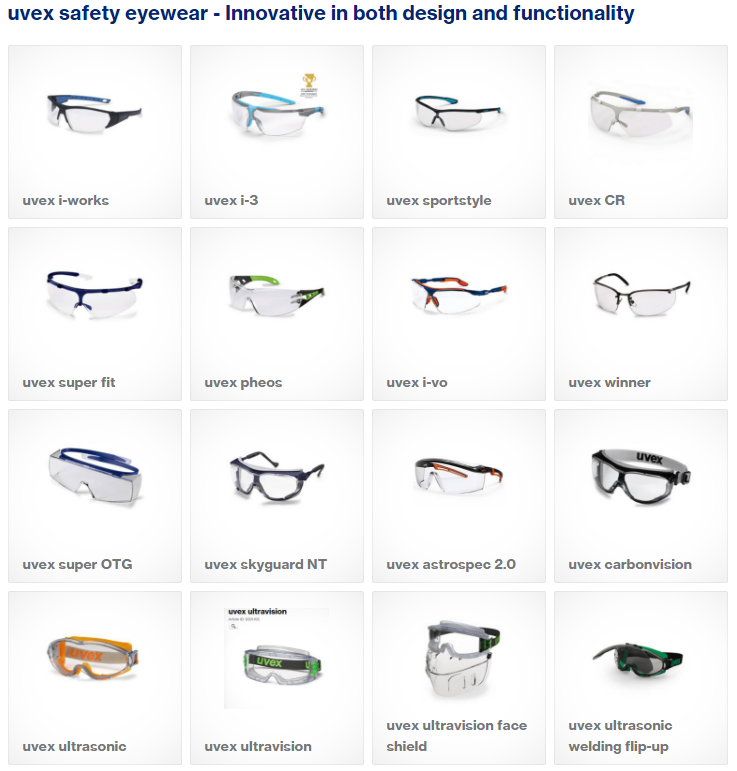 uvex safety eyewear - Innovative in both design and functionality
uvex i-works
uvex i-3
uvex sportstyle
uvex CR
uvex super fit
uvex pheos
uvex i-vo
uvex winner
uvex
uvex super OTG
uvex skyguard NT
uvex astrospec 2.0
uvex carbonvision
uvex
uvex ultravision
uvex
uvex ultrasonic
uvex ultravision
uvex ultravision face
shield
uvex ultrasonic
welding flip-up